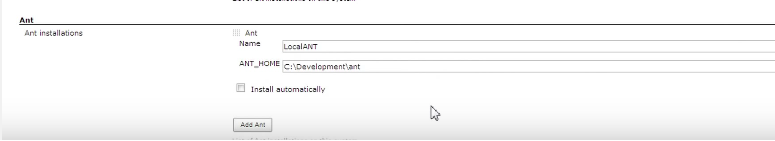 Ant
Ant installations
Ant
Name
LocalANT
ANT_HOME
C:\Development\ant
Install automatically
Add Ant